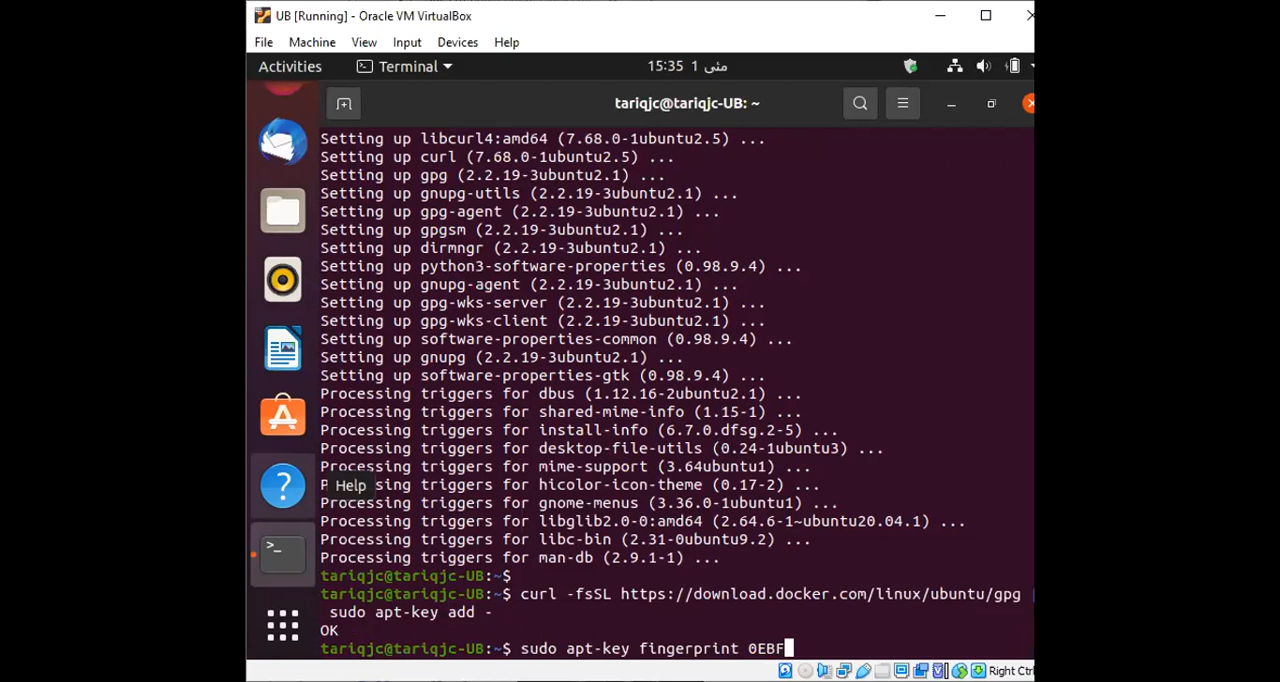 UB [Running] - Oracle VM VirtualBox
File Machine View Input Devices Help
Activities Terminal 15:35 1 مئی
tariqjc@tariqjc-UB: ~
Setting up libcurl4:amd64 (7.68.0-1ubuntu2.5) ...
Setting up curl (7.68.0-1ubuntu2.5) ...
Setting up gpg (2.2.19-3ubuntu2.1) ...
Setting up gnupg-utils (2.2.19-3ubuntu2.1) ...
Setting up gpg-agent (2.2.19-3ubuntu2.1) ...
Setting up gpgsm (2.2.19-3ubuntu2.1) ...
Setting up dirmngr (2.2.19-3ubuntu2.1) ...
Setting up python3-software-properties (0.98.9.4) ...
Setting up gnupg-agent (2.2.19-3ubuntu2.1) ...
Setting up gpg-wks-server (2.2.19-3ubuntu2.1) ...
Setting up gpg-wks-client (2.2.19-3ubuntu2.1) ...
Setting up software-properties-common (0.98.9.4) ...
Setting up gnupg (2.2.19-3ubuntu2.1) ...
Setting up software-properties-gtk (0.98.9.4) ...
Processing triggers for dbus (1.12.16-2ubuntu2.1) ...
Processing triggers for shared-mime-info (1.15-1) ...
Processing triggers for install-info (6.7.0.dfsg.2-5) ...
Processing triggers for desktop-file-utils (0.24-1ubuntu3) ...
Processing triggers for mime-support (3.64ubuntu1) ...
Help
sing triggers for hicolor-icon-theme (0.17-2) ...
Processing triggers for gnome-menus (3.36.0-1ubuntu1) ...
Processing triggers for libglib2.0-0:amd64 (2.64.6-1~ubuntu20.04.1) ...
Processing triggers for libc-bin (2.31-0ubuntu9.2) ...
Processing triggers for man-db (2.9.1-1) ...
tariqjc@tariqjc-UB:~$
tariqjc@tariqjc-UB:~$ curl -fsSL https://download.docker.com/linux/ubuntu/gpg
sudo apt-key add -
OK
tariqjc@tariqjc-UB:~$ sudo apt-key fingerprint 0EBF
Right Ctrl